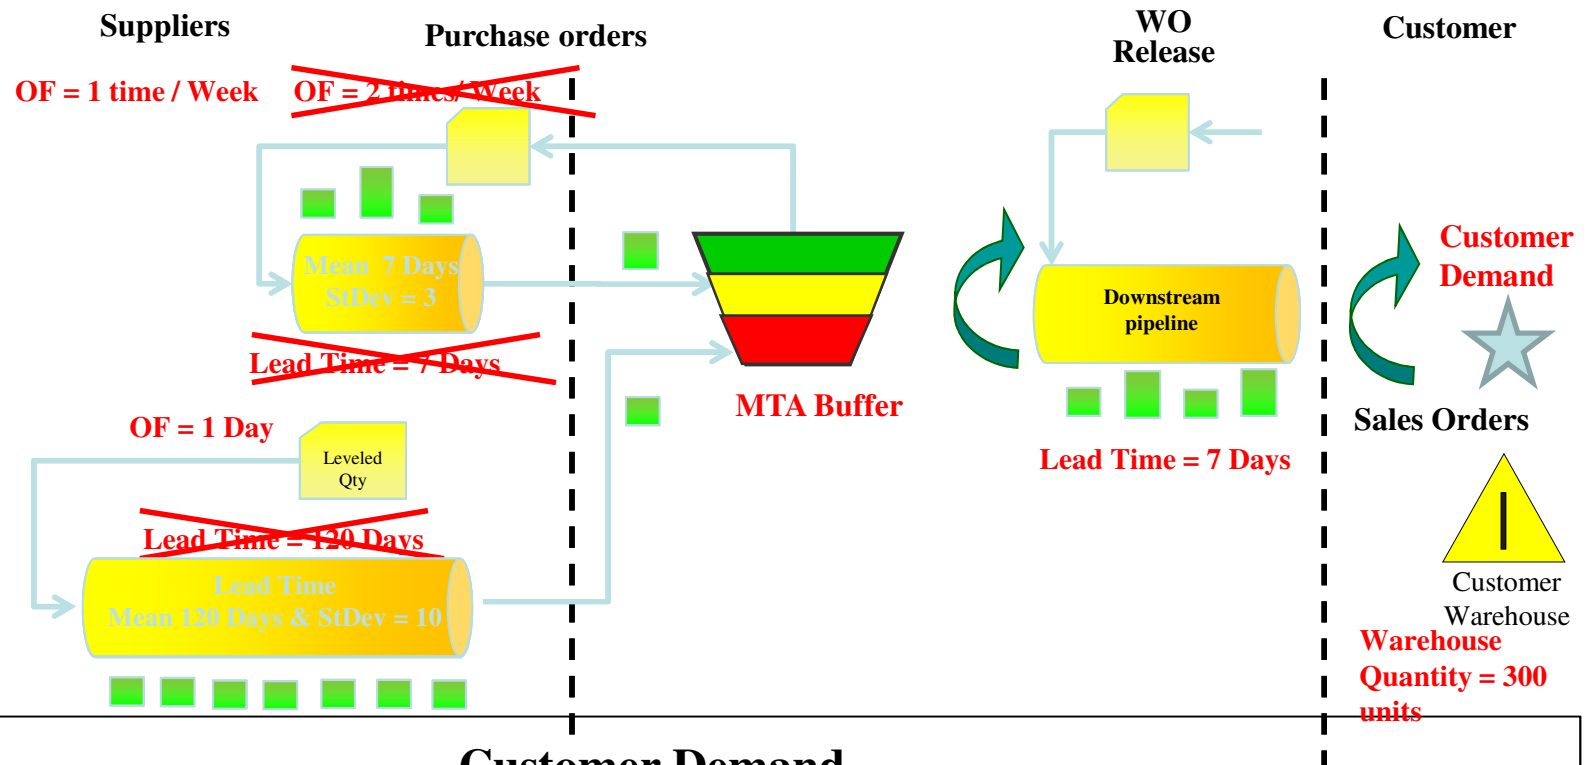 Suppliers
Purchase orders
WO
Release
Customer
OF = 1 time / Week
OF = 2 times/ Week
Mean  7 Days
StDev = 3
Lead Time = 7 Days
OF = 1 Day
Leveled
Qty
Lead Time = 120 Days
Lead Time
Mean 120 Days & StDev = 10
MTA Buffer
Downstream
pipeline
Lead Time = 7 Days
Customer
Demand
Sales Orders
I
Customer
Warehouse
Warehouse
Quantity = 300
units
Customer Demand